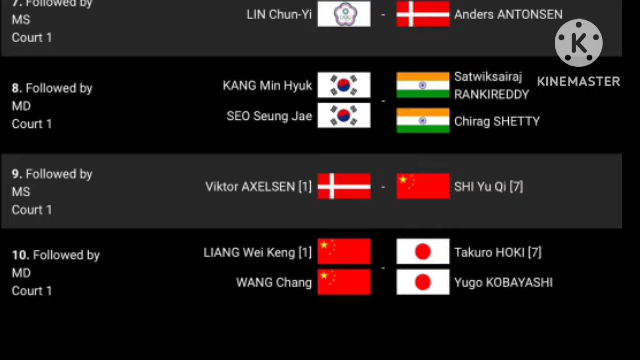 7. Followed by
MS
Court 1
LIN Chun-Yi - Anders ANTONSEN
K
KINEMASTER
8. Followed by
MD
Court 1
KANG Min Hyuk
SEO Seung Jae
-
Satwiksairaj
RANKIREDDY
Chirag SHETTY
9. Followed by
MS
Court 1
Viktor AXELSEN [1] - SHI Yu Qi [7]
10. Followed by
MD
Court 1
LIANG Wei Keng [1]
WANG Chang
-
Takuro HOKI [7]
Yugo KOBAYASHI